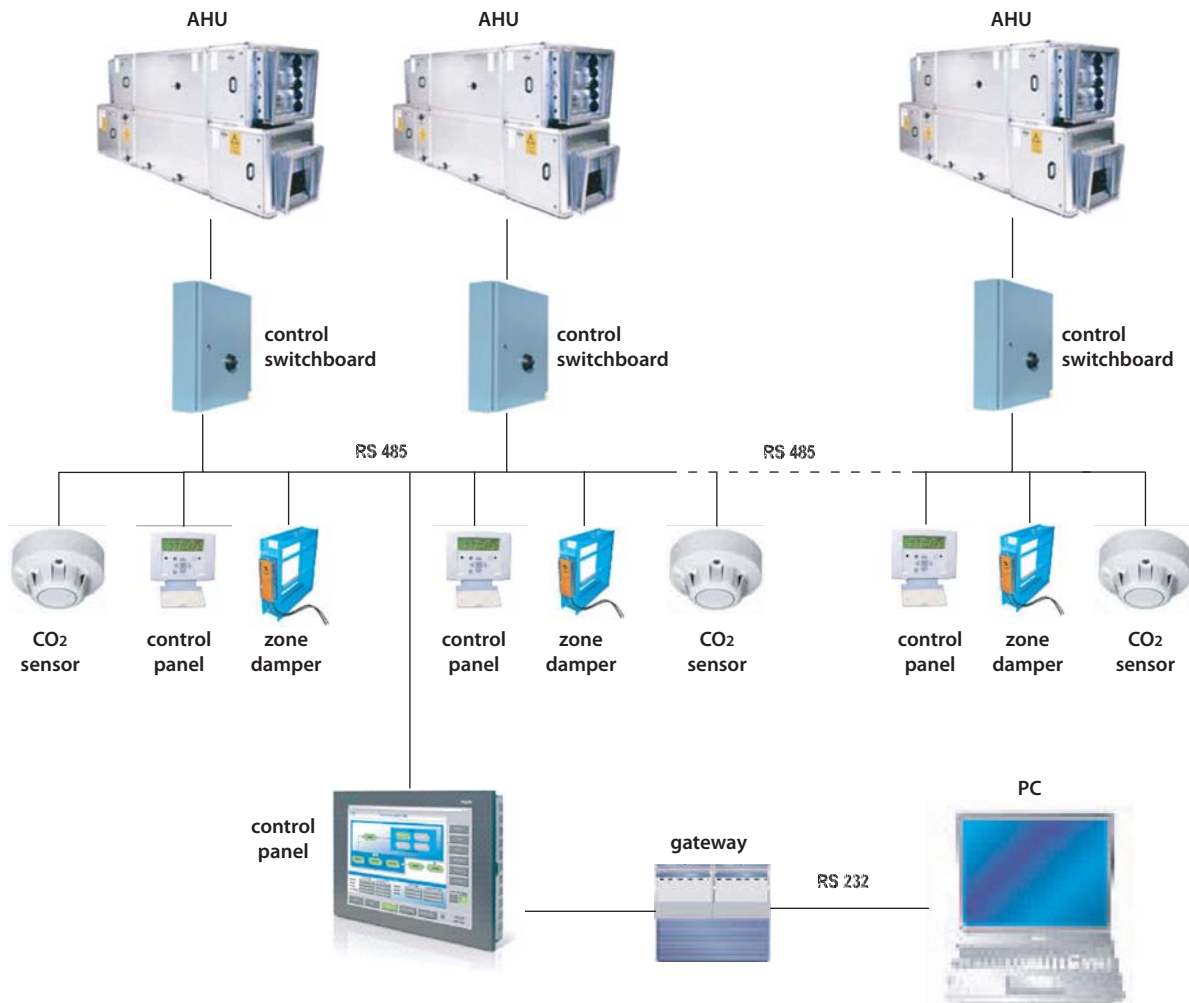 AHU
AHU
AHU
control
switchboard
control
switchboard
control
switchboard
RS 485
RS 485
CO2
sensor
control
panel
zone
damper
control
panel
zone
damper
CO2
sensor
control
panel
zone
damper
CO2
sensor
control
panel
gateway
RS 232
PC